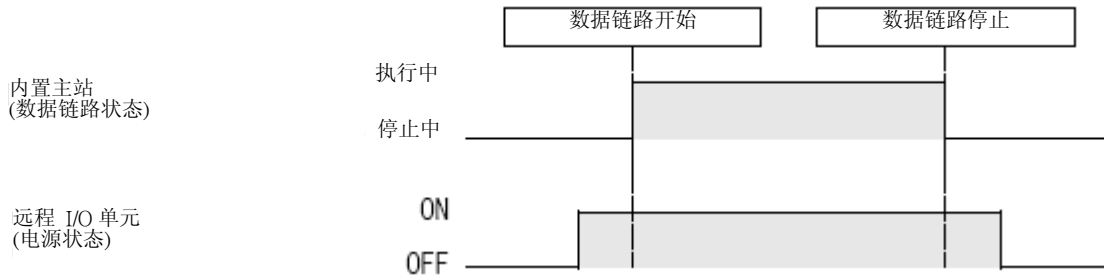 数据链路开始
数据链路停止
内置主站
(数据链路状态)
执行中
停止中
远程 I/O 单元
(电源状态)
ON
OFF